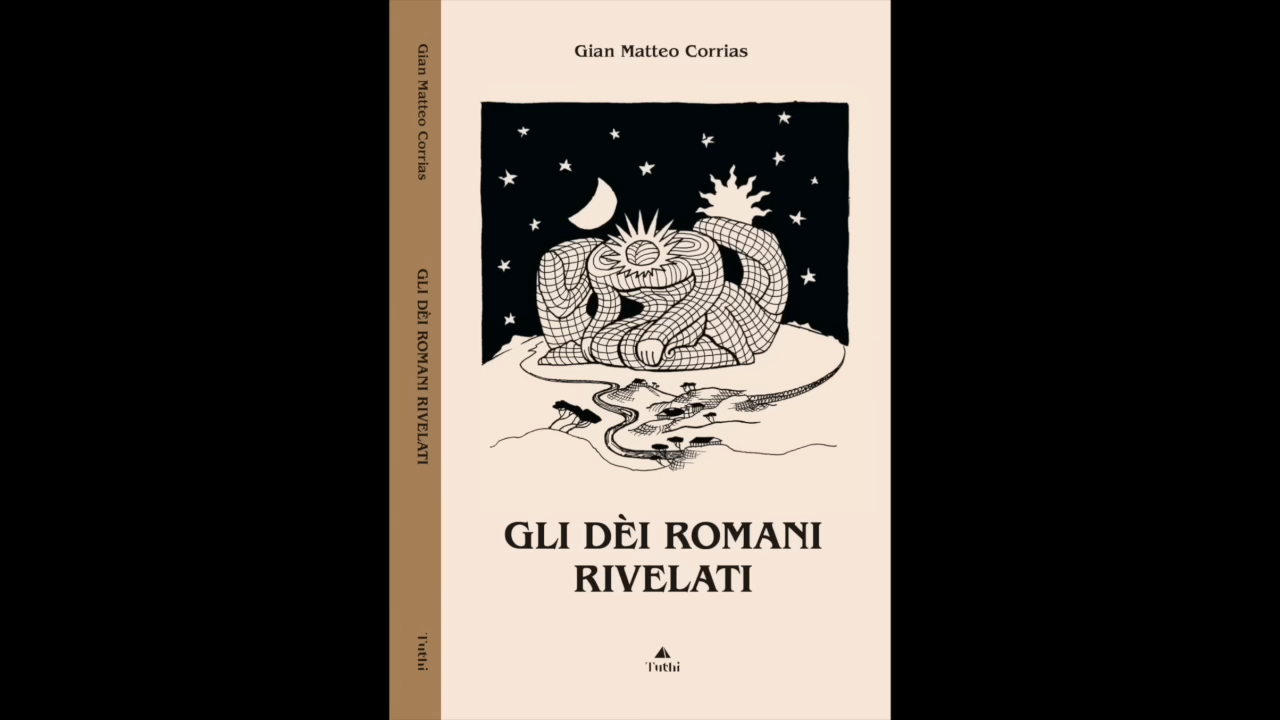 Gian Matteo Corrias
GLI DÈI ROMANI RIVELATI
Tuthi
Gian Matteo Corrias
GLI DÈI ROMANI
RIVELATI
Tuthi